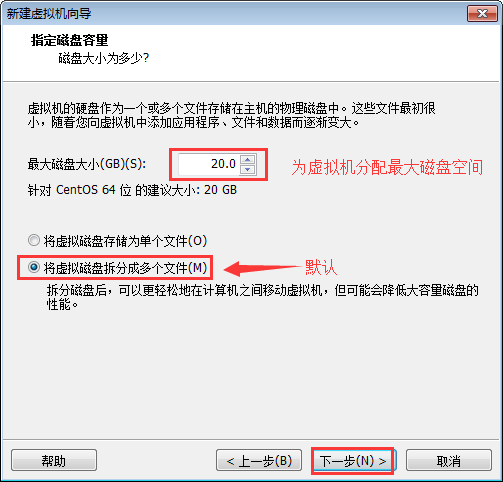 新建虚拟机向导
指定磁盘容量
磁盘大小为多少?
虚拟机的硬盘作为一个或多个文件存储在主机的物理磁盘中。这些文件最初很
小，随着您向虚拟机中添加应用程序、文件和数据而逐渐变大。
最大磁盘大小(GB)(S): 20.0 为虚拟机分配最大磁盘空间
针对 CentOS 64 位 的建议大小: 20 GB
将虚拟磁盘存储为单个文件(O)
将虚拟磁盘拆分成多个文件(M) 默认
拆分磁盘后，可以更轻松地在计算机之间移动虚拟机，但可能会降低大容量磁盘的
性能。
帮助 < 上一步(B) 下一步(N) > 取消